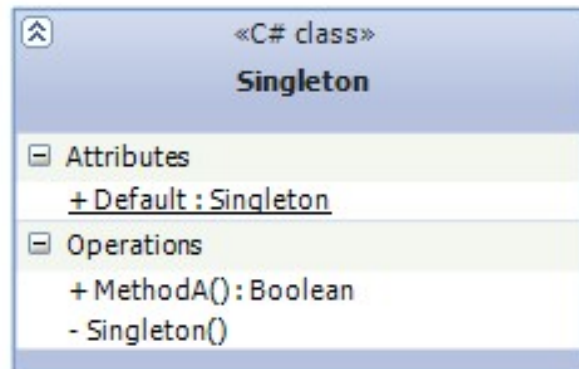 «C# class»
Singleton
Attributes
+ Default : Singleton
Operations
+ MethodA() : Boolean
- Singleton()